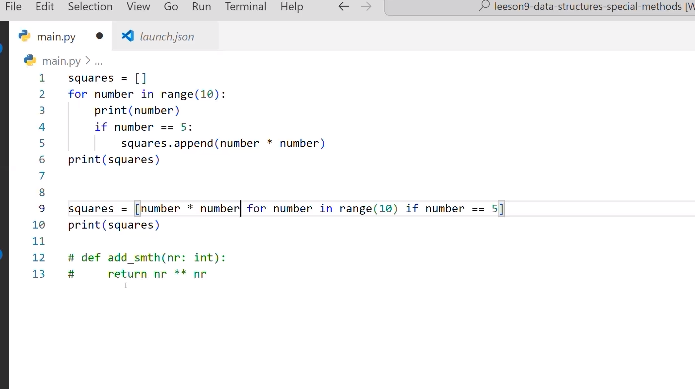 File Edit Selection View Go Run Terminal Help leeson9-data-structures-special-methods [W
main.py launch.json
main.py > ...
1 squares = []
2 for number in range(10):
3 print(number)
4 if number == 5:
5 squares.append(number * number)
6 print(squares)
7
8
9 squares = [number * number for number in range(10) if number == 5]
10 print(squares)
11
12 # def add_smth(nr: int):
13 #     return nr ** nr